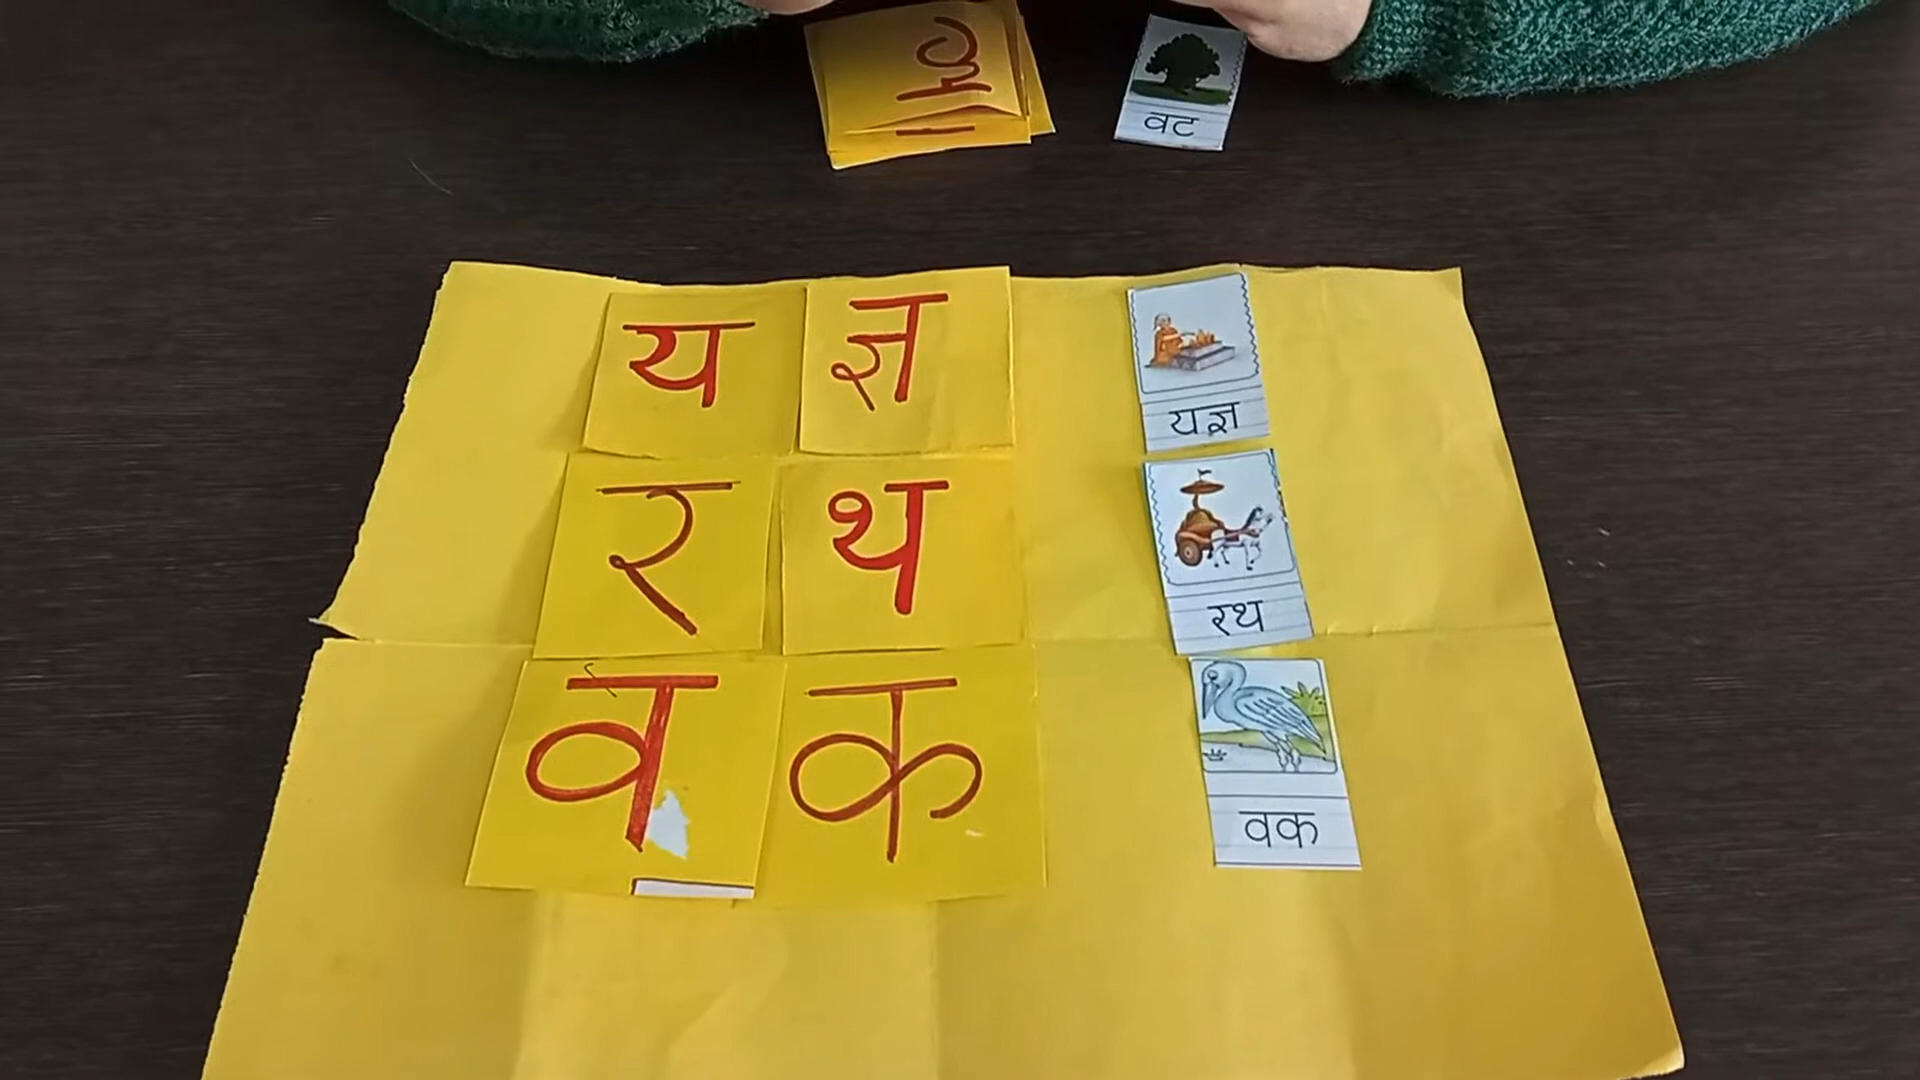 वट
य ज्ञ
यज्ञ
र थ
रथ
व क
वक